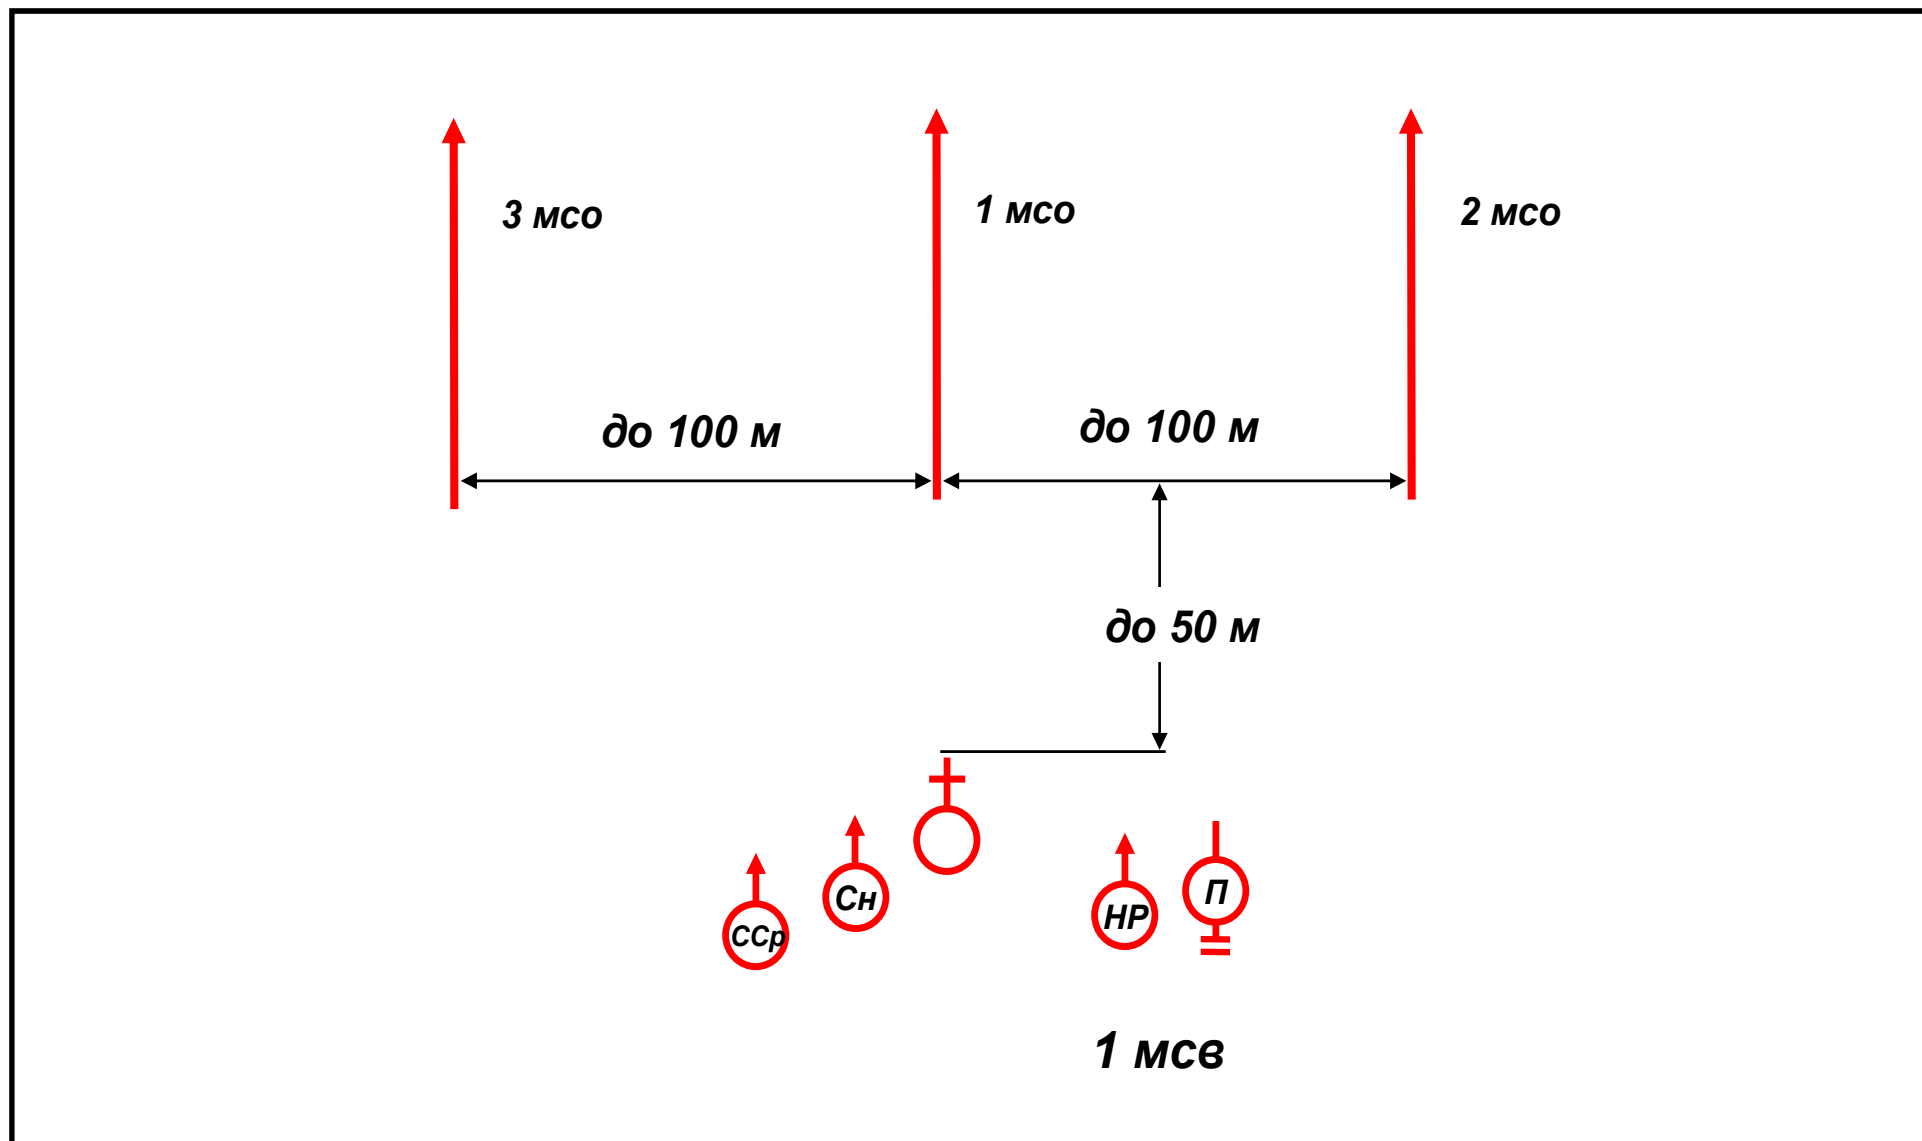 3 мсо
1 мсо
2 мсо
до 100 м
до 100 м
до 50 м
ССр
Сн
НР
П
1 мсв